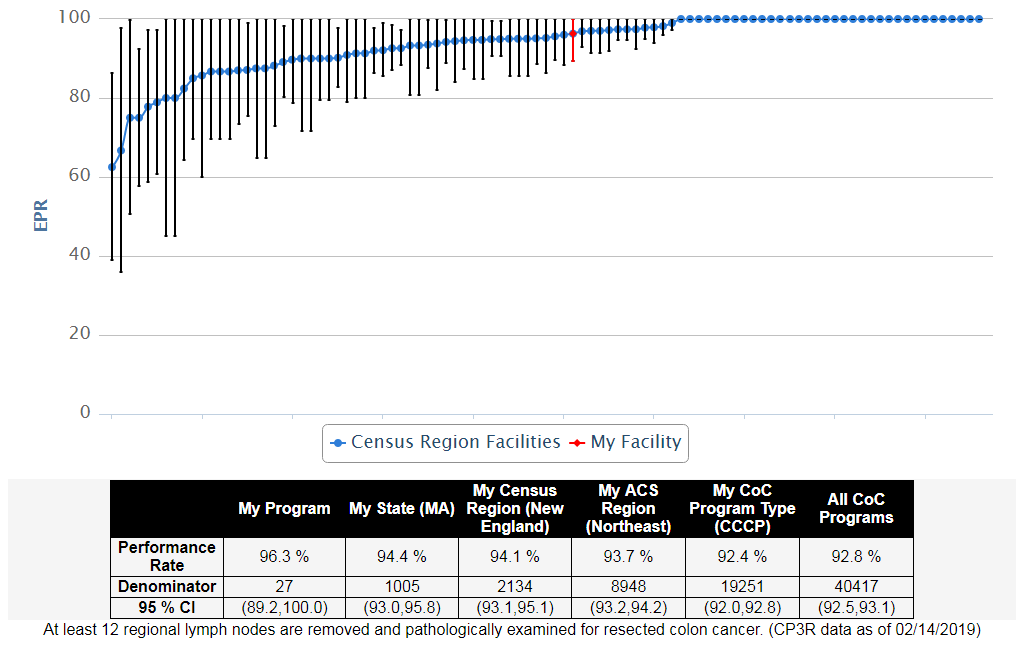 100
80
60
40
20
0
EPR
Census Region Facilities My Facility
My Program My State (MA) My Census Region (New England) My ACS Region (Northeast) My CoC Program Type (CCCP) All CoC Programs
Performance Rate 96.3 % 94.4 % 94.1 % 93.7 % 92.4 % 92.8 %
Denominator 27 1005 2134 8948 19251 40417
95 % CI (89.2,100.0) (93.0,95.8) (93.1,95.1) (93.2,94.2) (92.0,92.8) (92.5,93.1)
At least 12 regional lymph nodes are removed and pathologically examined for resected colon cancer. (CP3R data as of 02/14/2019)